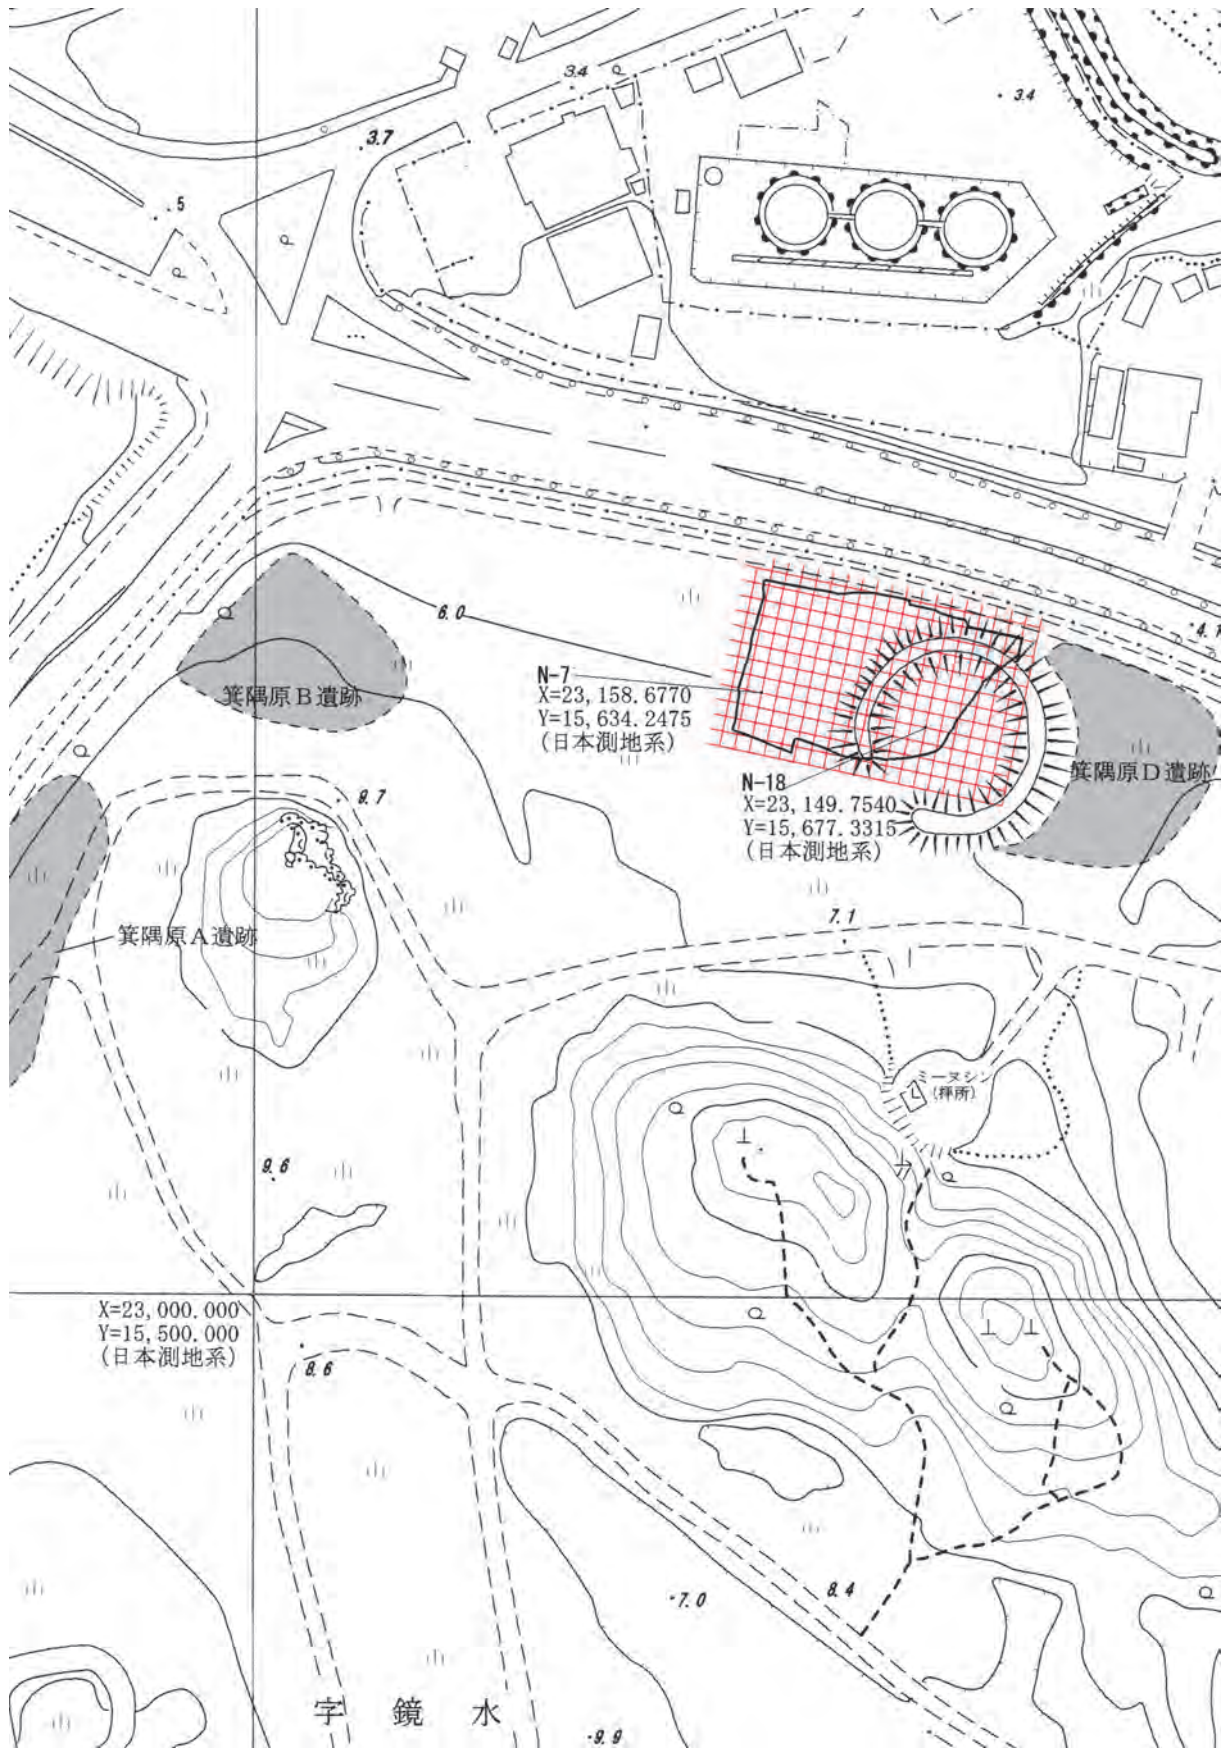 3.4
3.4
3.7
5
6.0
4.1
N-7
X=23,158.6770
Y=15,634.2475
(日本測地系)
箕隅原B遺跡
箕隅原D遺跡
N-18
X=23,149.7540
Y=15,677.3315
(日本測地系)
9.7
7.1
箕隅原A遺跡
ミーヌシン
(拝所)
9.6
X=23,000.000
Y=15,500.000
(日本測地系)
8.6
8.4
7.0
字 鏡 水
9.9